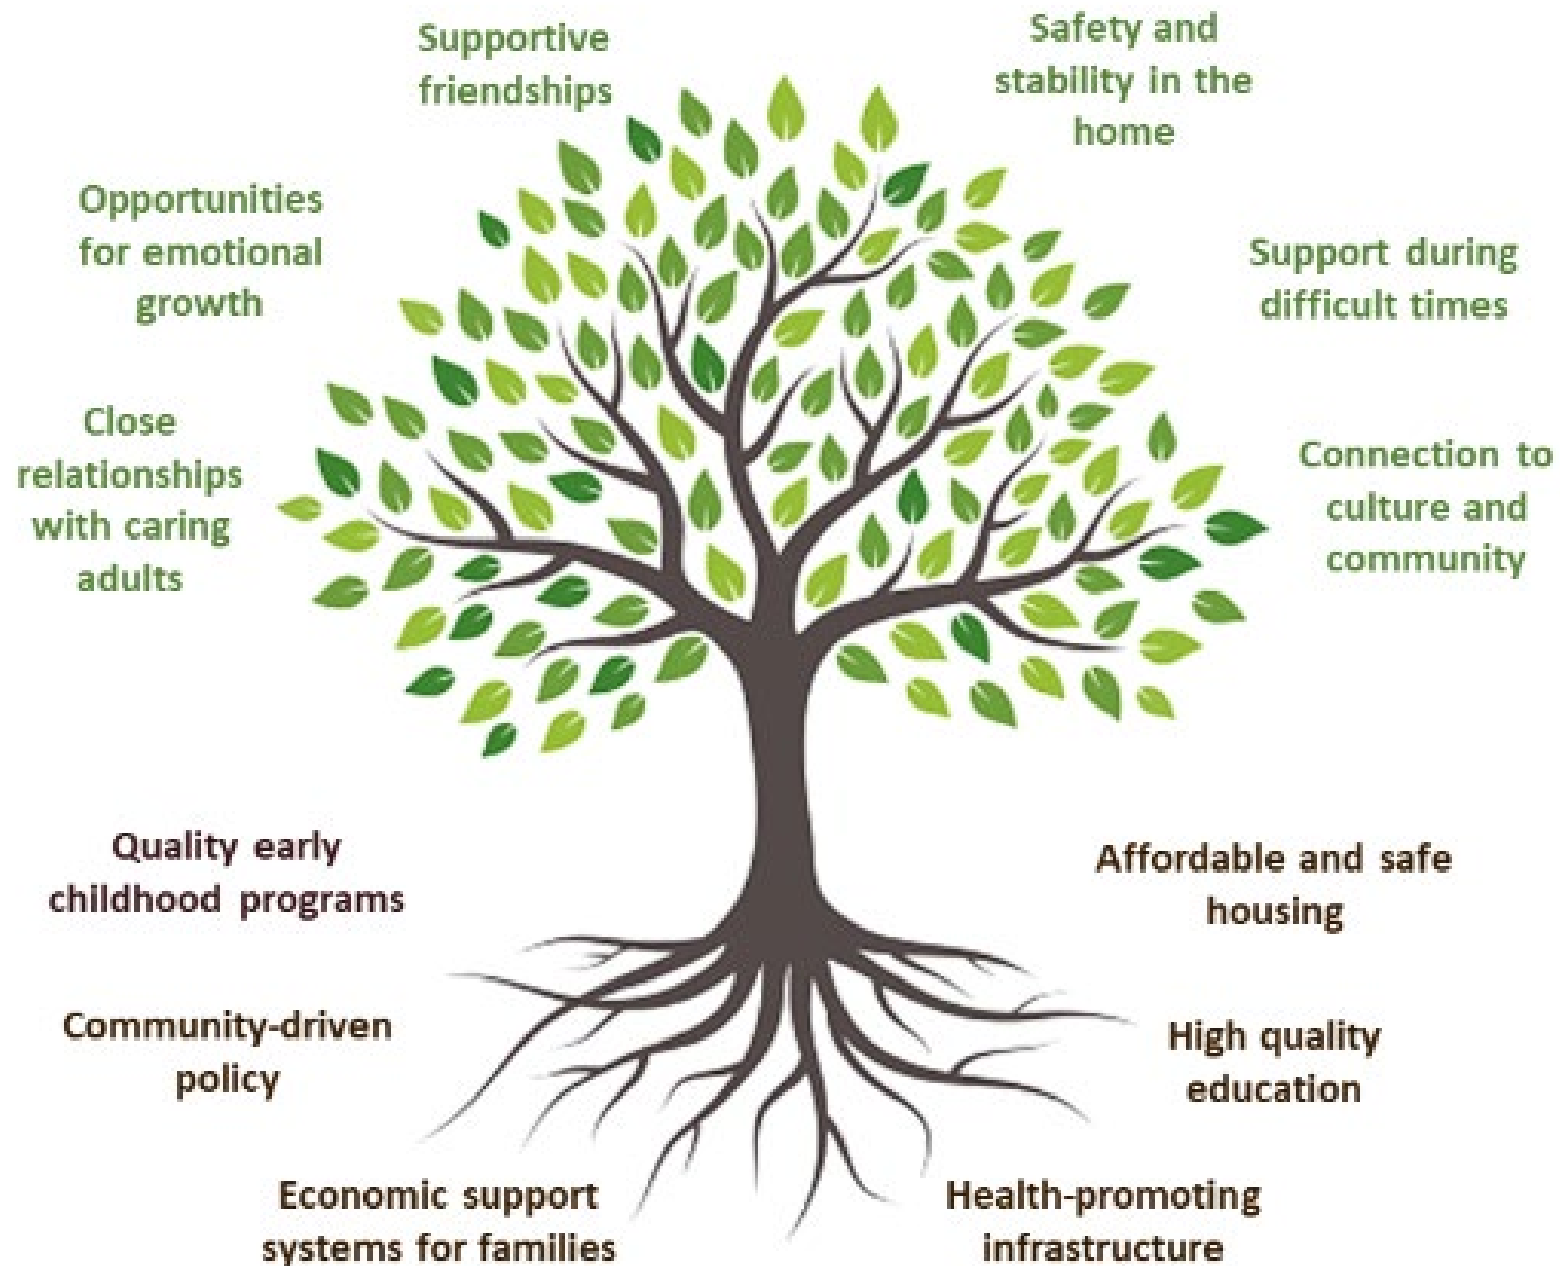 Supportive
friendships
Safety and
stability in the
home
Opportunities
for emotional
growth
Support during
difficult times
Close
relationships
with caring
adults
Connection to
culture and
community
Quality early
childhood programs
Affordable and safe
housing
Community-driven
policy
High quality
education
Economic support
systems for families
Health-promoting
infrastructure